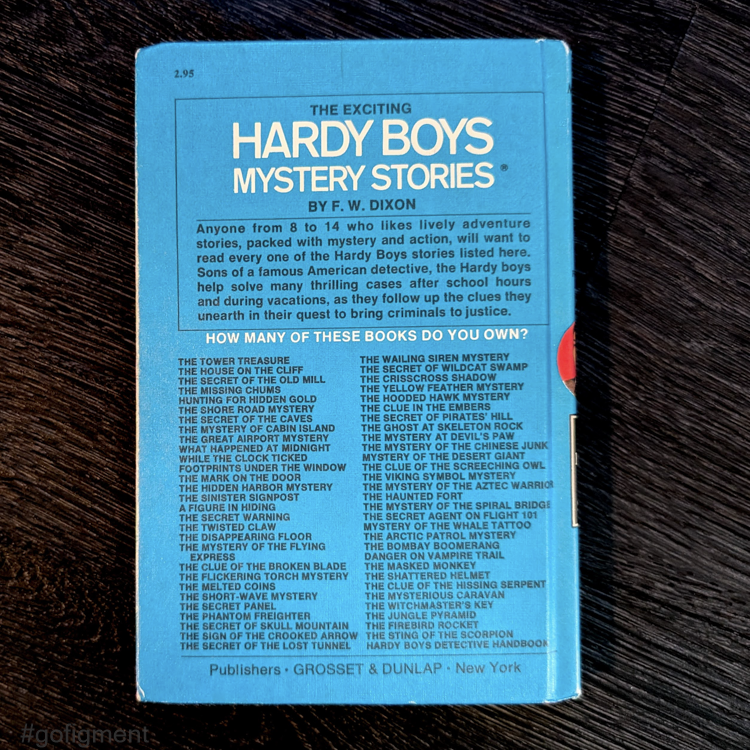 2.95
THE EXCITING
HARDY BOYS
MYSTERY STORIES®
BY F. W. DIXON
Anyone from 8 to 14 who likes lively adventure
stories, packed with mystery and action, will want to
read every one of the Hardy Boys stories listed here.
Sons of a famous American detective, the Hardy boys
help solve many thrilling cases after school hours
and during vacations, as they follow up the clues they
unearth in their quest to bring criminals to justice.
HOW MANY OF THESE BOOKS DO YOU OWN?
THE TOWER TREASURE
THE HOUSE ON THE CLIFF
THE SECRET OF THE OLD MILL
THE MISSING CHUMS
HUNTING FOR HIDDEN GOLD
THE SHORE ROAD MYSTERY
THE SECRET OF THE CAVES
THE MYSTERY OF CABIN ISLAND
THE GREAT AIRPORT MYSTERY
WHAT HAPPENED AT MIDNIGHT
WHILE THE CLOCK TICKED
FOOTPRINTS UNDER THE WINDOW
THE MARK ON THE DOOR
THE HIDDEN HARBOR MYSTERY
THE SINISTER SIGNPOST
A FIGURE IN HIDING
THE SECRET WARNING
THE TWISTED CLAW
THE DISAPPEARING FLOOR
THE MYSTERY OF THE FLYING
EXPRESS
THE CLUE OF THE BROKEN BLADE
THE FLICKERING TORCH MYSTERY
THE MELTED COINS
THE SHORT-WAVE MYSTERY
THE SECRET PANEL
THE PHANTOM FREIGHTER
THE SECRET OF SKULL MOUNTAIN
THE SIGN OF THE CROOKED ARROW
THE SECRET OF THE LOST TUNNEL
THE WAILING SIREN MYSTERY
THE SECRET OF WILDCAT SWAMP
THE CRISSCROSS SHADOW
THE YELLOW FEATHER MYSTERY
THE HOODED HAWK MYSTERY
THE CLUE IN THE EMBERS
THE SECRET OF PIRATES' HILL
THE GHOST AT SKELETON ROCK
THE MYSTERY AT DEVIL'S PAW
THE MYSTERY OF THE CHINESE JUNK
MYSTERY OF THE DESERT GIANT
THE CLUE OF THE SCREECHING OWL
THE VIKING SYMBOL MYSTERY
THE MYSTERY OF THE AZTEC WARRIOR
THE HAUNTED FORT
THE MYSTERY OF THE SPIRAL BRIDGE
THE SECRET AGENT ON FLIGHT 101
MYSTERY OF THE WHALE TATTOO
THE ARCTIC PATROL MYSTERY
THE BOMBAY BOOMERANG
DANGER ON VAMPIRE TRAIL
THE MASKED MONKEY
THE SHATTERED HELMET
THE CLUE OF THE HISSING SERPENT
THE MYSTERIOUS CARAVAN
THE WITCHMASTER'S KEY
THE JUNGLE PYRAMID
THE FIREBIRD ROCKET
THE STING OF THE SCORPION
HARDY BOYS DETECTIVE HANDBOOK
Publishers • GROSSET & DUNLAP • New York
#gofigment